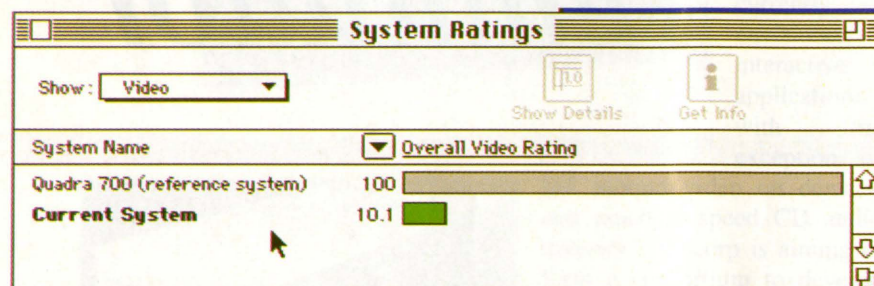 System Ratings
Show: Video
Show Details Get Info
System Name Overall Video Rating
Quadra 700 (reference system) 100
Current System 10.1